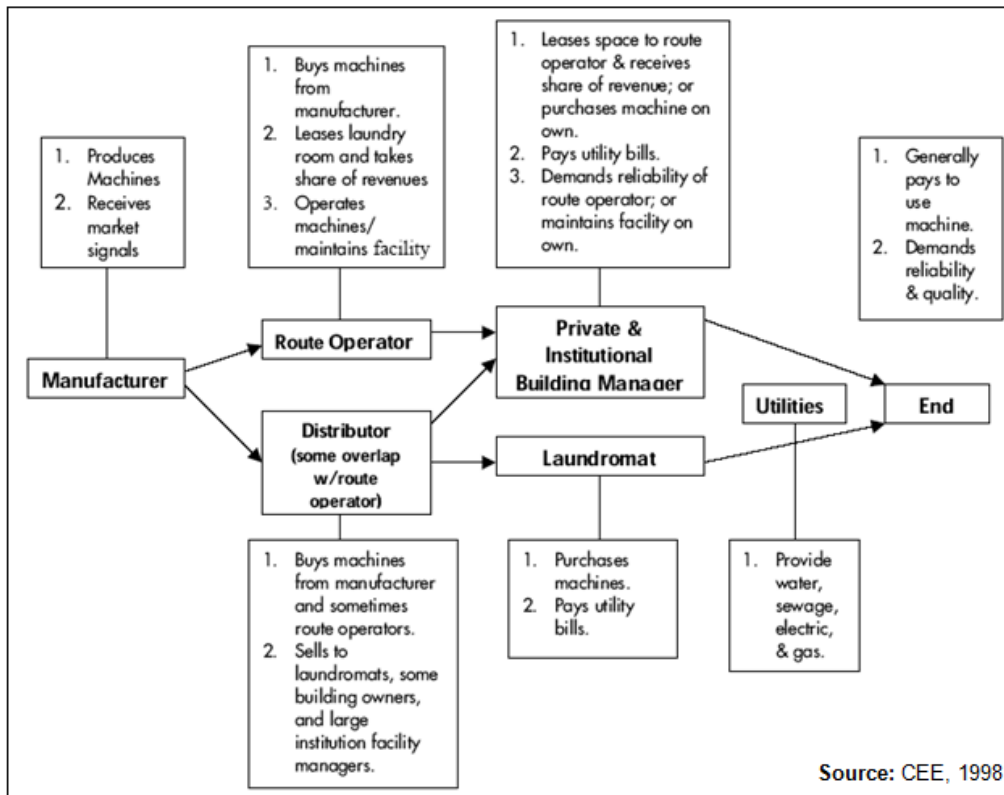 1. Produces
Machines
2. Receives
market
signals
1. Buys machines
from
manufacturer.
2. Leases laundry
room and takes
share of revenues
3. Operates
machines/
maintains facility
1. Leases space to route
operator & receives
share of revenue; or
purchases machine on
own.
2. Pays utility bills.
3. Demands reliability of
route operator; or
maintains facility on
own.
1. Generally
pays to
use
machine.
2. Demands
reliability
& quality.
Manufacturer
Route Operator
Private &
Institutional
Building Manager
Utilities
End
Distributor
(some overlap
w/route
operator)
Laundromat
1. Buys machines
from manufacturer
and sometimes
route operators.
2. Sells to
laundromats, some
building owners,
and large
institution facility
managers.
1. Purchases
machines.
2. Pays utility
bills.
1. Provide
water,
sewage,
electric,
& gas.
Source: CEE, 1998